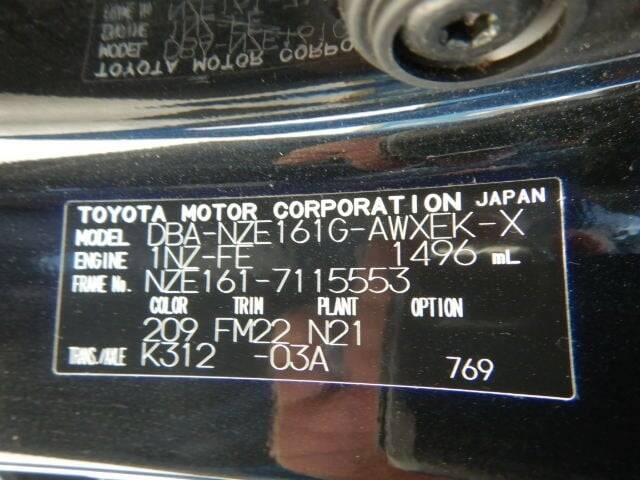 TOYOTA MOTOR CORPORATION JAPAN
MODEL DBA-NZE161G-AWXEK-X
ENGINE 1NZ-FE 1496 mL
FRAME No. NZE161-7115553
COLOR TRIM PLANT OPTION
209 FM22 N21
TRANS./AXLE K312 -03A 769